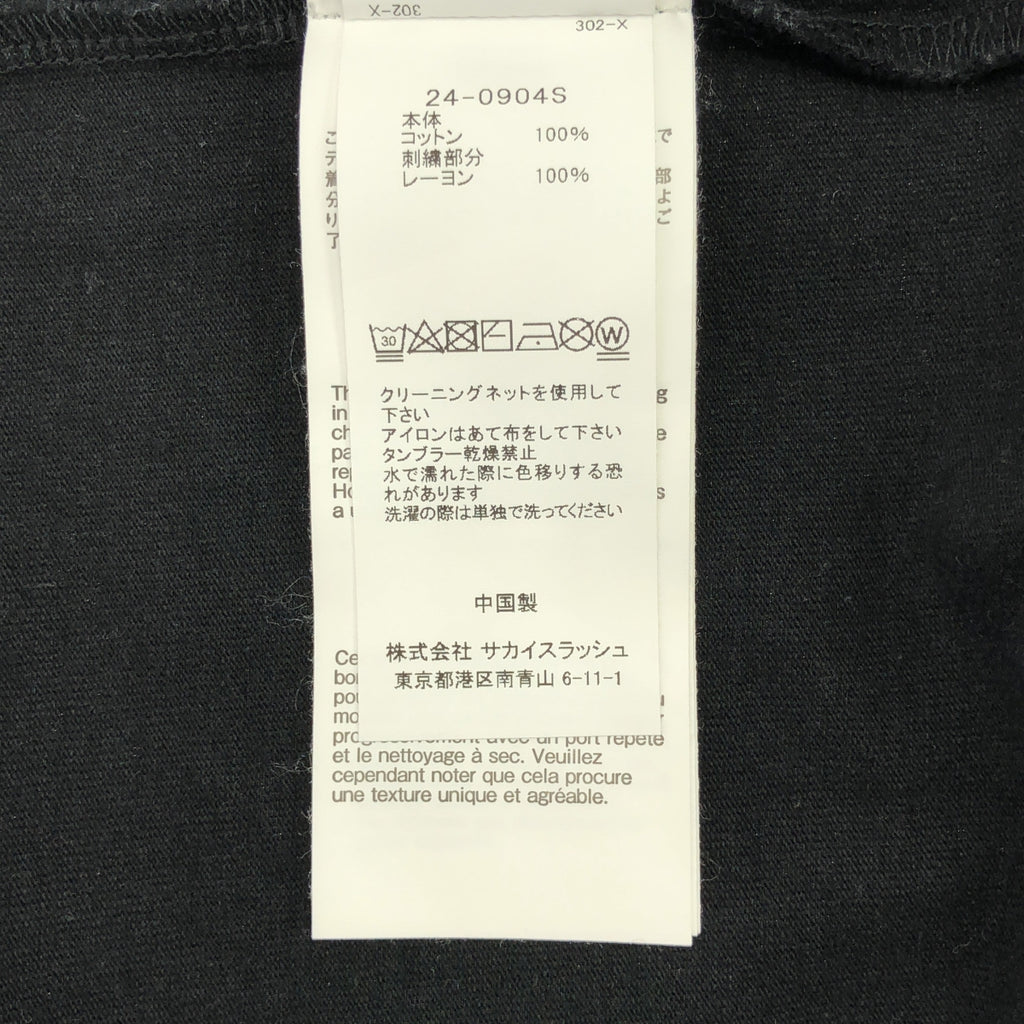 302-X
302-X
24-0904S
本体
コットン 100%
刺繍部分
レーヨン 100%
30
W
クリーニングネットを使用して
下さい
アイロンはあて布をして下さい
タンブラー乾燥禁止
水で濡れた際に色移りする恐
れがあります
洗濯の際は単独で洗ってください
中国製
株式会社 サカイスラッシュ
東京都港区南青山 6-11-1
progressivement avec un port répété
et le nettoyage à sec. Veuillez
cependant noter que cela procure
une texture unique et agréable.